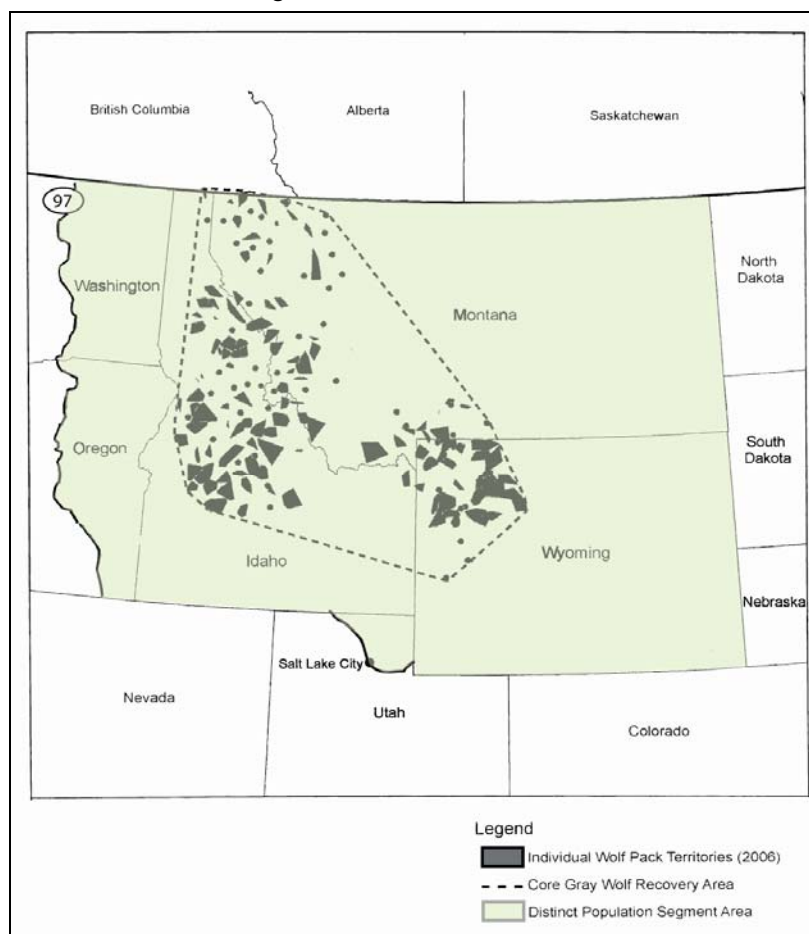 British Columbia
Alberta
Saskatchewan
97
Washington
North
Dakota
Montana
Oregon
South
Dakota
Idaho
Wyoming
Nebraska
Salt Lake City
Nevada
Utah
Colorado
Legend
Individual Wolf Pack Territories (2006)
Core Gray Wolf Recovery Area
Distinct Population Segment Area